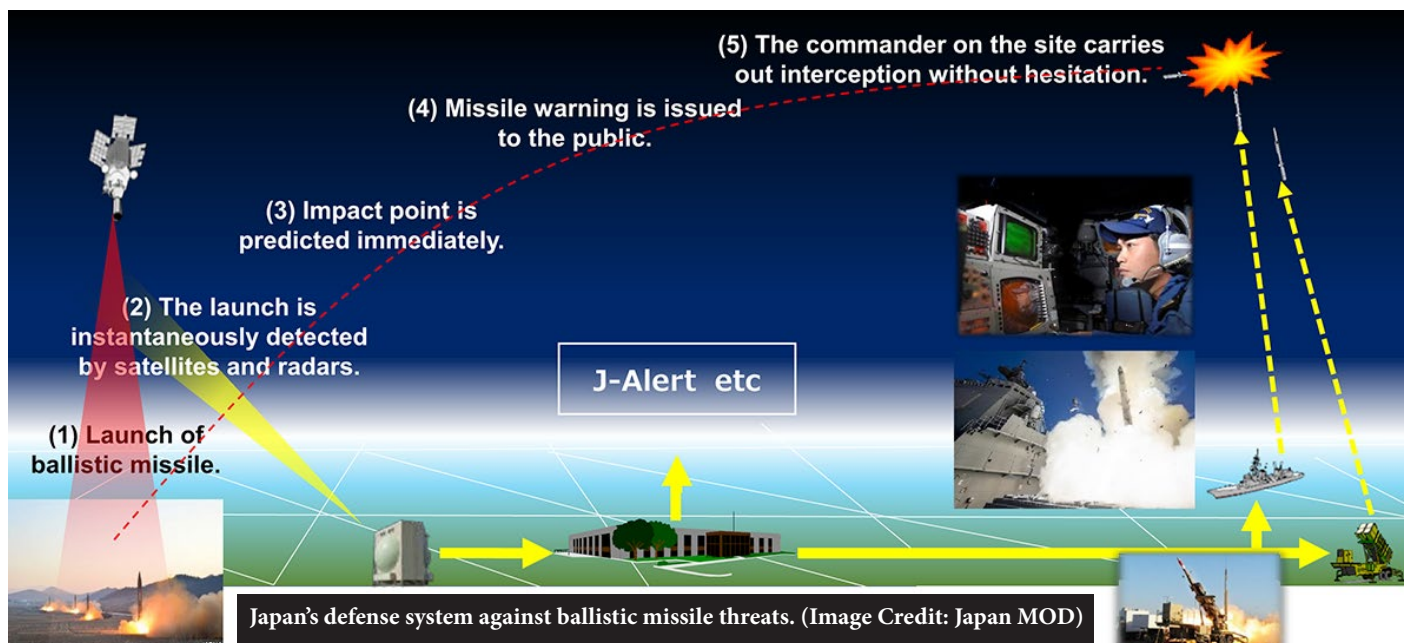 (5) The commander on the site carries
out interception without hesitation.
(4) Missile warning is issued
to the public.
(3) Impact point is
predicted immediately.
(2) The launch is
instantaneously detected
by satellites and radars.
J-Alert etc
(1) Launch of
ballistic missile.
Japan's defense system against ballistic missile threats. (Image Credit: Japan MOD)